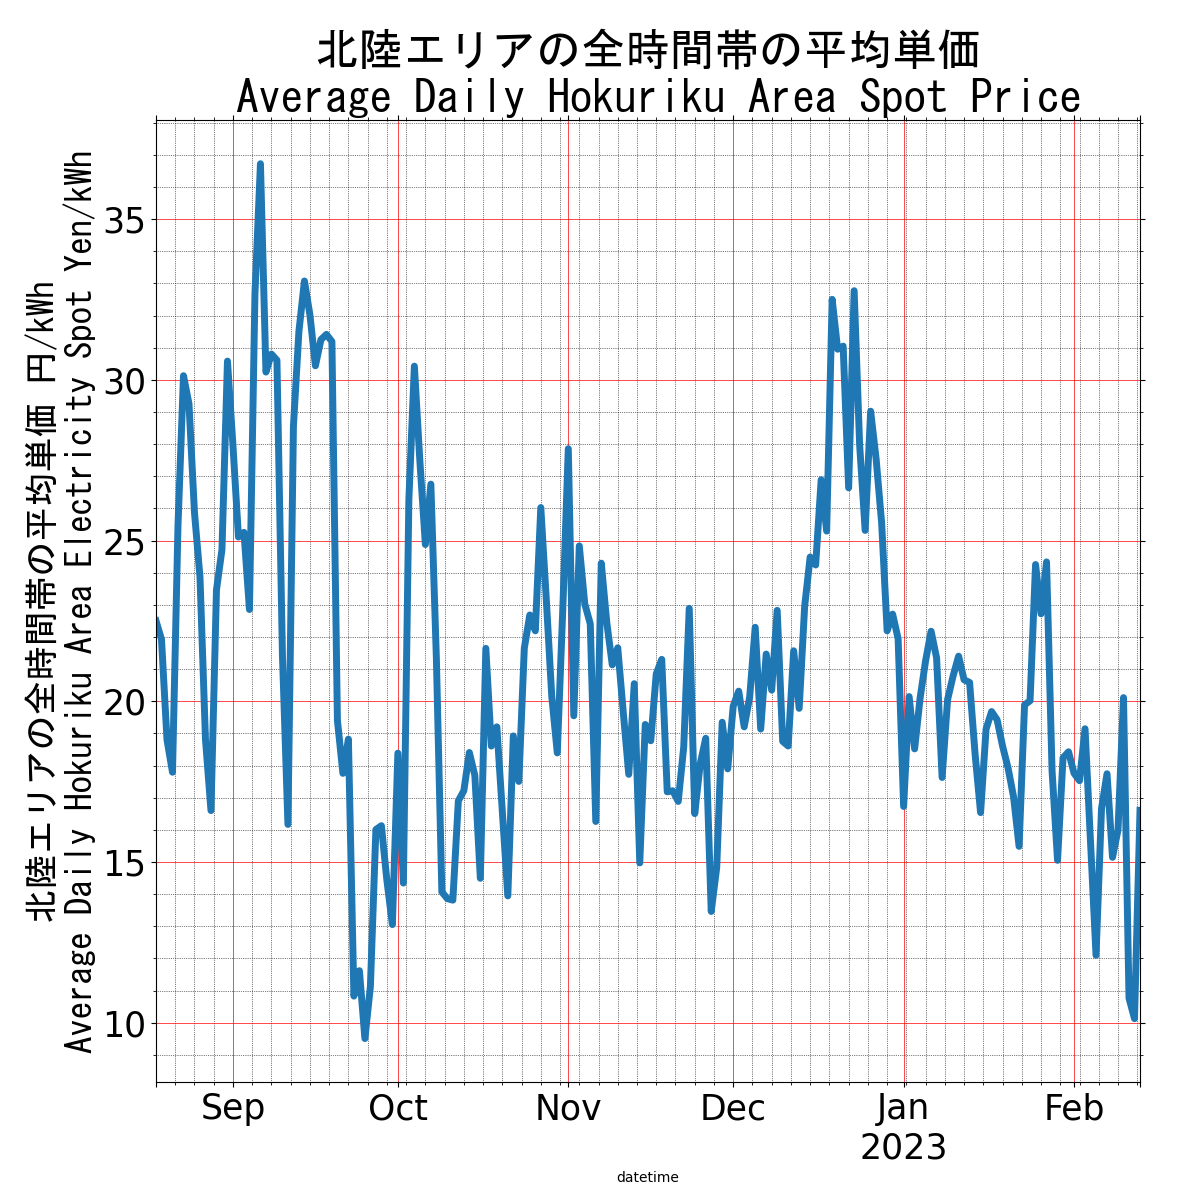 北陸エリアの全時間帯の平均単価
Average Daily Hokuriku Area Spot Price
北陸エリアの全時間帯の平均単価 円/kWh
Average Daily Hokuriku Area Electricity Spot Yen/kWh
35
30
25
20
15
10
Sep Oct Nov Dec Jan Feb
2023
datetime